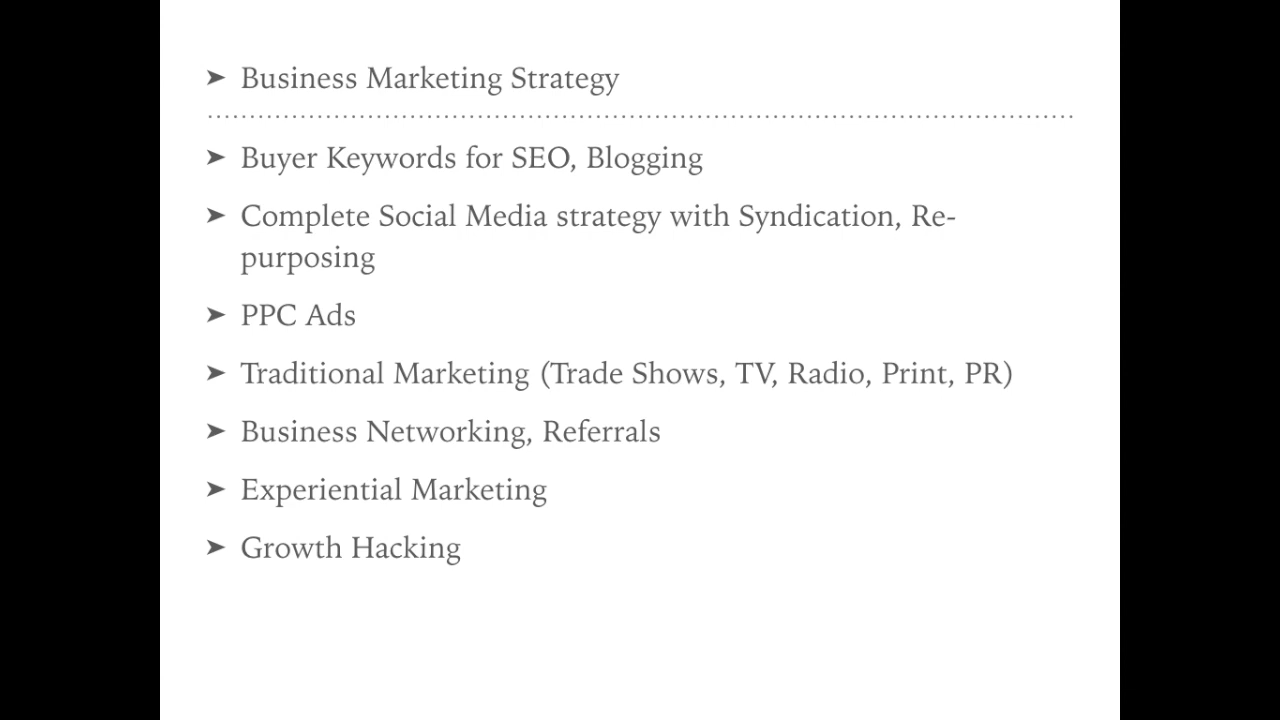 ➤ Business Marketing Strategy
➤ Buyer Keywords for SEO, Blogging
➤ Complete Social Media strategy with Syndication, Re-
purposing
➤ PPC Ads
➤ Traditional Marketing (Trade Shows, TV, Radio, Print, PR)
➤ Business Networking, Referrals
➤ Experiential Marketing
➤ Growth Hacking